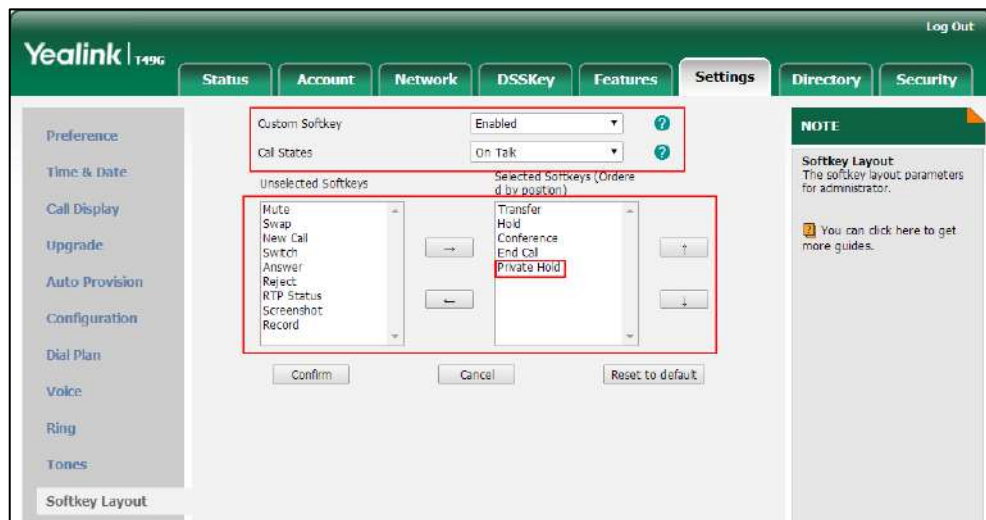 Log Out
Yealink | T49G
Status Account Network DSSKey Features Settings Directory Security
Preference
Time & Date
Call Display
Upgrade
Auto Provision
Configuration
Dial Plan
Voice
Ring
Tones
Softkey Layout
Custom Softkey Enabled ?
Call States On Talk ?
Unselected Softkeys
Mute
Swap
New Call
Switch
Answer
Reject
RTP Status
Screenshot
Record
→
←
Selected Softkeys (Ordere
d by position)
Transfer
Hold
Conference
End Call
Private Hold
↑
↓
Confirm Cancel Reset to default
NOTE
Softkey Layout
The softkey layout parameters
for administrator.
? You can click here to get
more guides.